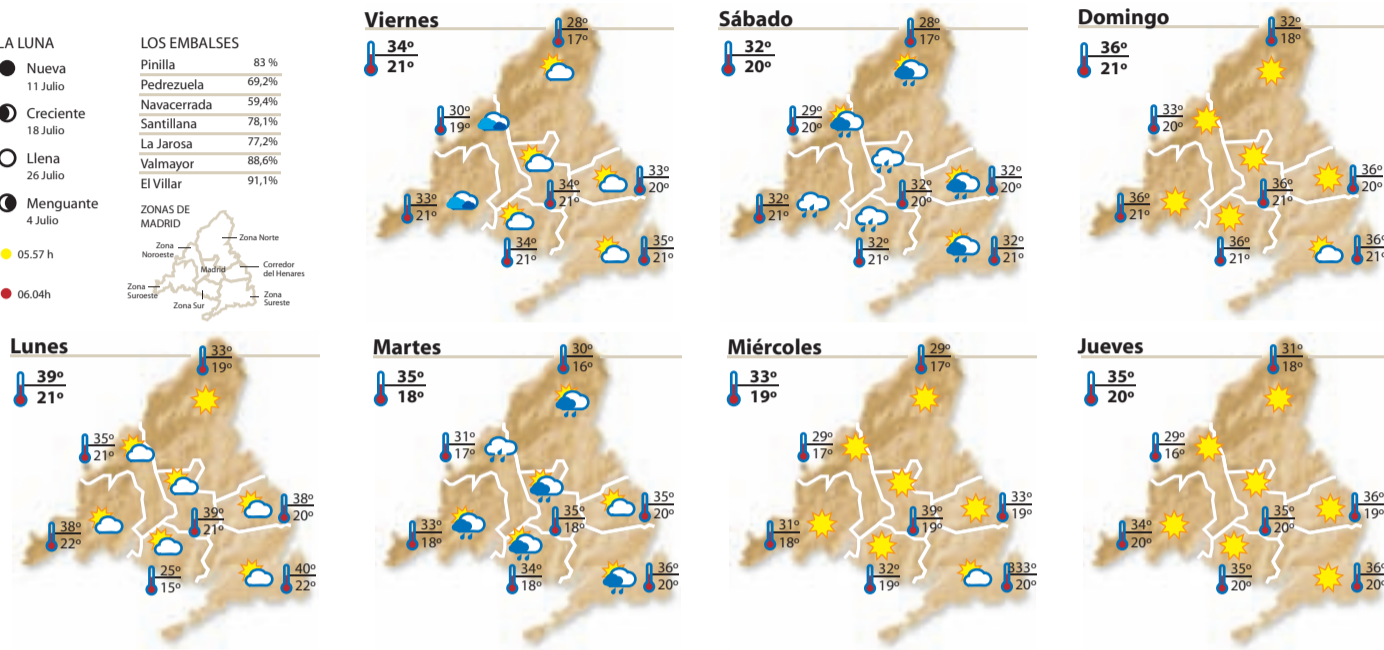 LA LUNA
Nueva
11 Julio
Creciente
18 Julio
Llena
26 Julio
Menguante
4 Julio
05.57 h
06.04h
LOS EMBALSES
Pinilla 83 %
Pedrezuela 69,2%
Navacerrada 59,4%
Santillana 78,1%
La Jarosa 77,2%
Valmayor 88,6%
El Villar 91,1%
ZONAS DE
MADRID
Zona Norte
Zona
Noroeste
Madrid
Corredor
del Henares
Zona
Suroeste
Zona Sur
Zona
Sureste
Viernes
34º
21º
28º
17º
30º
19º
33º
20º
34º
21º
33º
21º
34º
21º
35º
21º
Sábado
32º
20º
28º
17º
29º
20º
32º
20º
32º
20º
32º
21º
32º
21º
32º
21º
Domingo
36º
21º
32º
18º
33º
20º
36º
20º
36º
21º
36º
21º
36º
21º
36º
21º
Lunes
39º
21º
33º
19º
35º
21º
38º
20º
39º
21º
38º
22º
25º
15º
40º
22º
Martes
35º
18º
30º
16º
31º
17º
35º
20º
35º
18º
33º
18º
34º
18º
36º
20º
Miércoles
33º
19º
29º
17º
29º
17º
33º
19º
39º
19º
31º
18º
32º
19º
333º
20º
Jueves
35º
20º
31º
18º
29º
16º
36º
19º
35º
20º
34º
20º
35º
20º
36º
20º